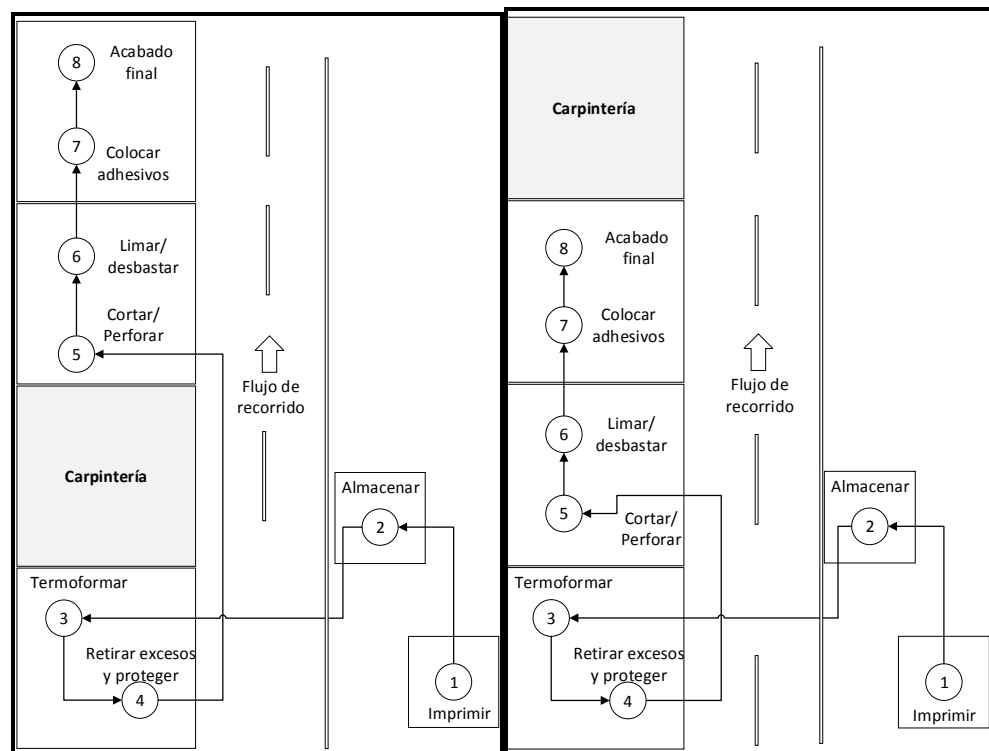 8
Acabado
final
7
Colocar
adhesivos
6
Limar/
desbastar
Cortar/
Perforar
5
Flujo de
recorrido
Carpintería
Almacenar
2
Termoformar
3
Retirar excesos
y proteger
4
1
Imprimir
Carpintería
8
Acabado
final
7
Colocar
adhesivos
Flujo de
recorrido
6
Limar/
desbastar
5
Cortar/
Perforar
Almacenar
2
Termoformar
3
Retirar excesos
y proteger
4
1
Imprimir